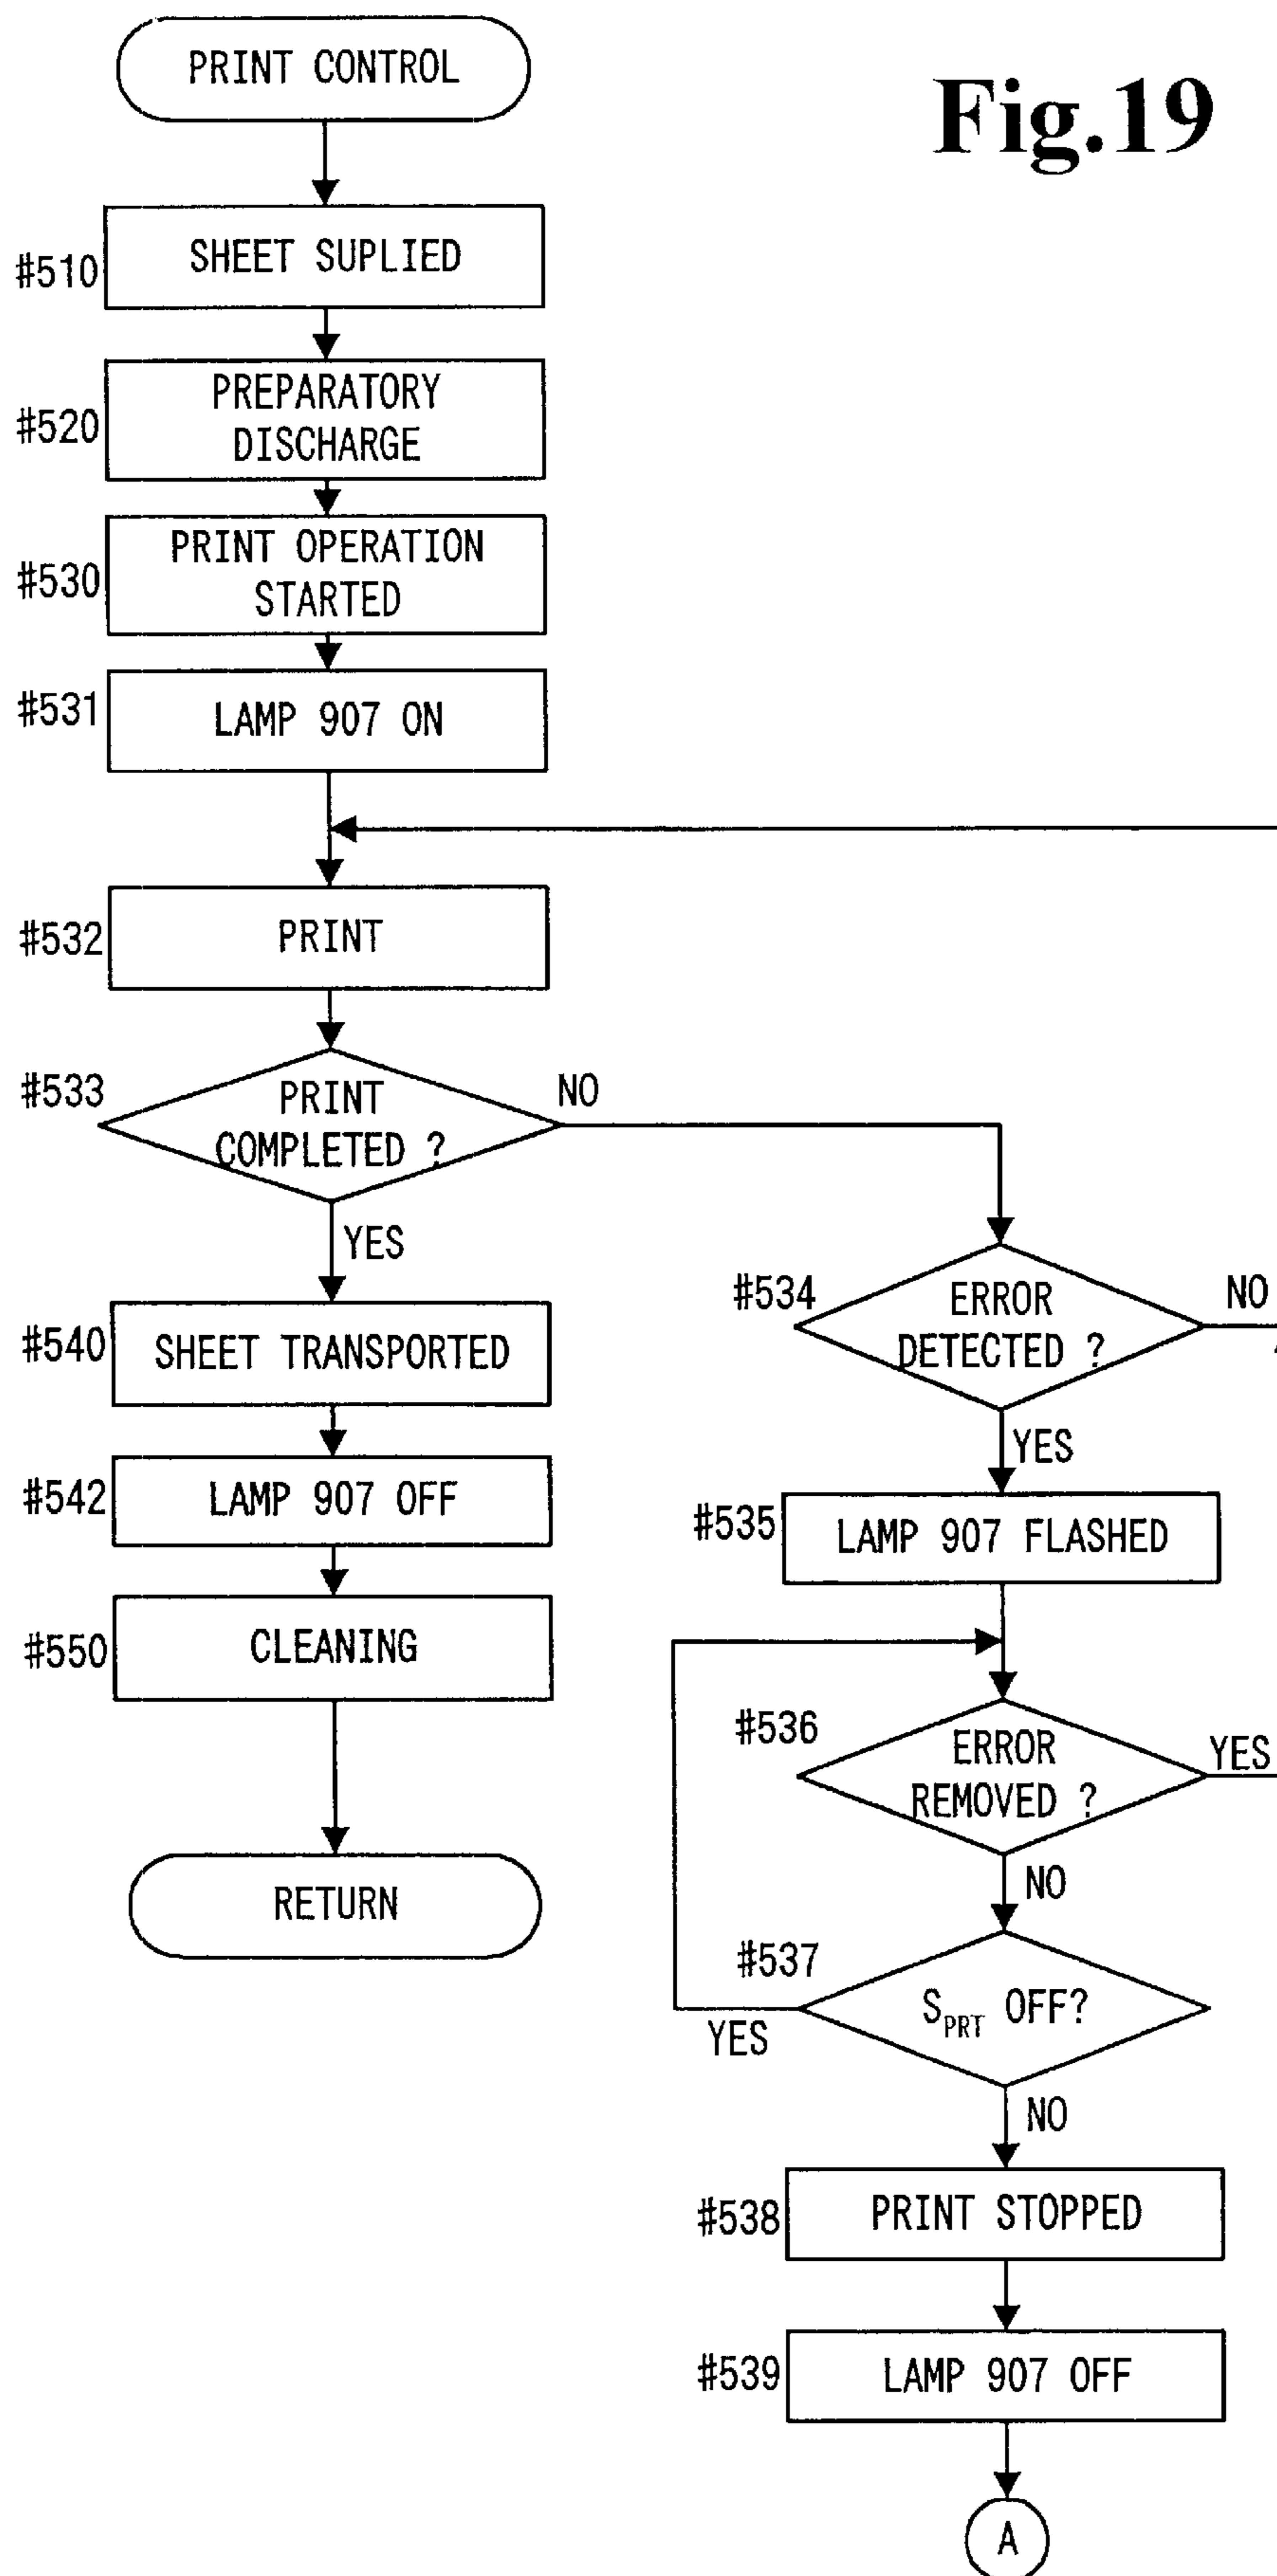 Fig.19
PRINT CONTROL
#510
SHEET SUPLIED
#520
PREPARATORY
DISCHARGE
#530
PRINT OPERATION
STARTED
#531
LAMP 907 ON
#532
PRINT
#533
PRINT
COMPLETED ?
NO
YES
#540
SHEET TRANSPORTED
#542
LAMP 907 OFF
#550
CLEANING
RETURN
#534
ERROR
DETECTED ?
NO
YES
#535
LAMP 907 FLASHED
#536
ERROR
REMOVED ?
YES
NO
#537
SPRT OFF?
YES
NO
#538
PRINT STOPPED
#539
LAMP 907 OFF
A